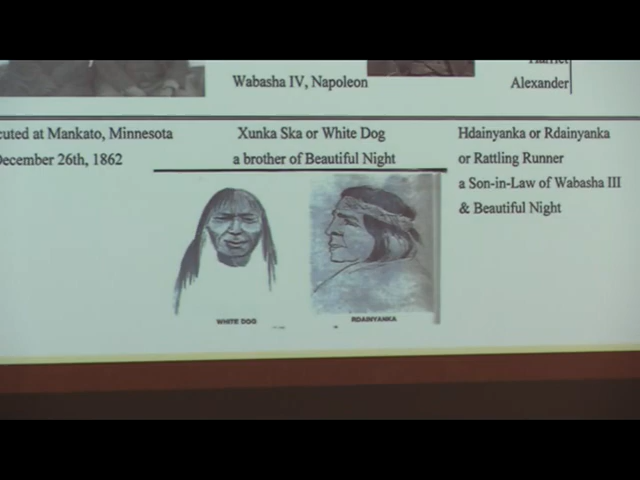 Harriet
Wabasha IV, Napoleon
Alexander
cuted at Mankato, Minnesota
December 26th, 1862
Xunka Ska or White Dog
a brother of Beautiful Night
Hdainyanka or Rdainyanka
or Rattling Runner
a Son-in-Law of Wabasha III
& Beautiful Night
WHITE DOG
RDAINYANKA